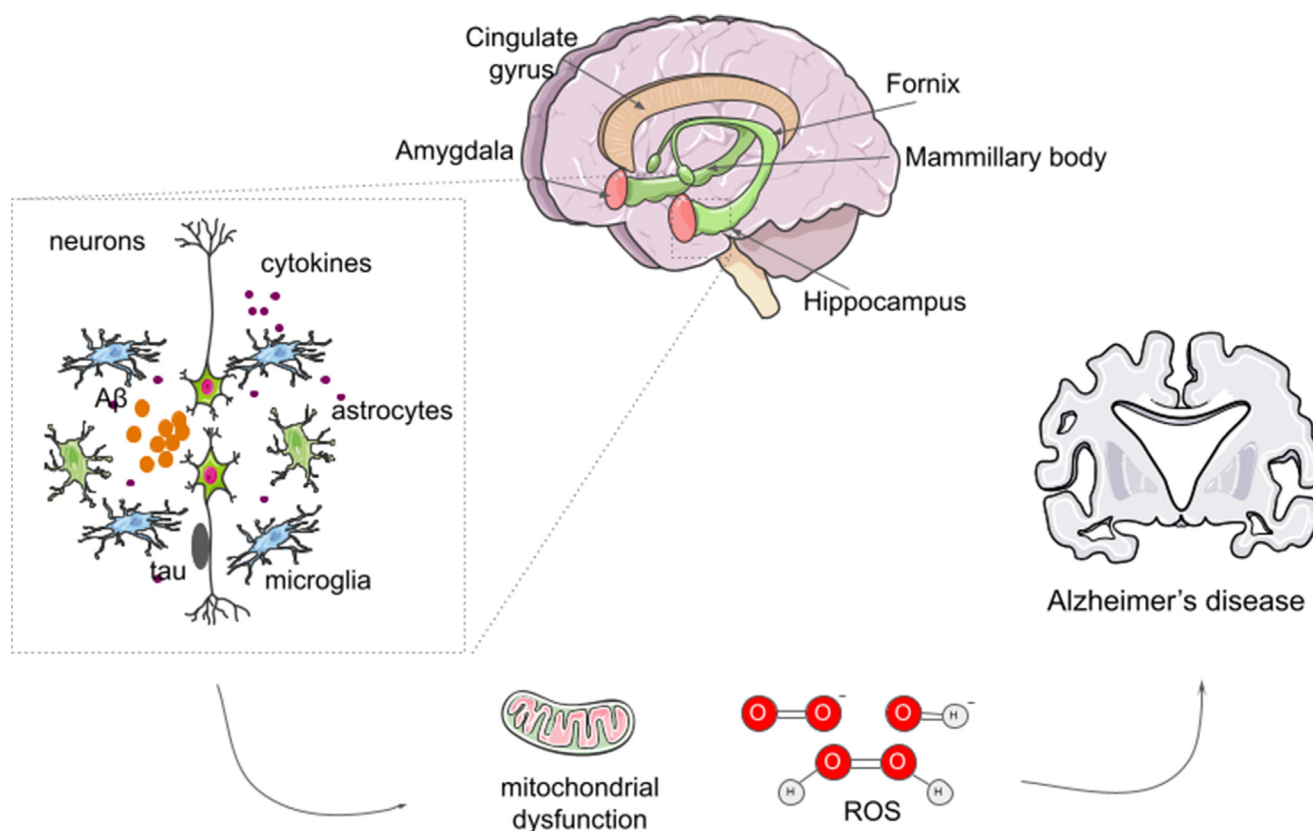 Cingulate
gyrus
Fornix
Amygdala
Mammillary body
Hippocampus
neurons
cytokines
Aβ
astrocytes
tau
microglia
Alzheimer’s disease
mitochondrial
dysfunction
O O -
O H -
O O
H H
ROS